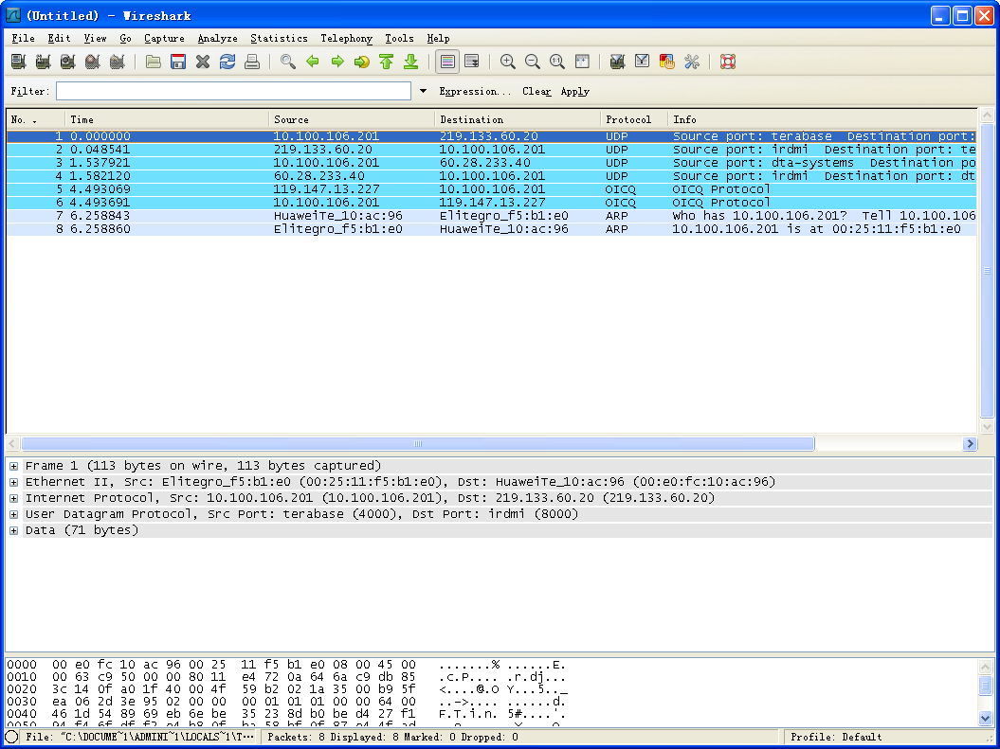 (Untitled) - Wireshark
File Edit View Go Capture Analyze Statistics Telephony Tools Help
Filter: Expression... Clear Apply
No. . Time Source Destination Protocol Info
1 0.000000 10.100.106.201 219.133.60.20 UDP Source port: terabase Destination port:
2 0.048541 219.133.60.20 10.100.106.201 UDP Source port: irdmi Destination port: te
3 1.537921 10.100.106.201 60.28.233.40 UDP Source port: dta-systems Destination po
4 1.582120 60.28.233.40 10.100.106.201 UDP Source port: irdmi Destination port: dt
5 4.493069 119.147.13.227 10.100.106.201 OICQ OICQ Protocol
6 4.493691 10.100.106.201 119.147.13.227 OICQ OICQ Protocol
7 6.258843 HuaweiTe_10:ac:96 Elitegro_f5:b1:e0 ARP Who has 10.100.106.201? Tell 10.100.106
8 6.258860 Elitegro_f5:b1:e0 HuaweiTe_10:ac:96 ARP 10.100.106.201 is at 00:25:11:f5:b1:e0
Frame 1 (113 bytes on wire, 113 bytes captured)
Ethernet II, Src: Elitegro_f5:b1:e0 (00:25:11:f5:b1:e0), Dst: HuaweiTe_10:ac:96 (00:e0:fc:10:ac:96)
Internet Protocol, Src: 10.100.106.201 (10.100.106.201), Dst: 219.133.60.20 (219.133.60.20)
User Datagram Protocol, Src Port: terabase (4000), Dst Port: irdmi (8000)
Data (71 bytes)
0000 00 e0 fc 10 ac 96 00 25 11 f5 b1 e0 08 00 45 00 .......% ......E.
0010 00 63 c9 50 00 00 80 11 e4 72 0a 64 6a c9 db 85 .c.P.... .r.dj...
0020 3c 14 0f a0 1f 40 00 4f 59 b2 02 1a 35 00 b9 5f <....@.O Y...5.._
0030 ea 06 2d 3e 95 02 00 00 00 01 01 01 00 00 64 00 ..->.... ......d.
0040 46 1d 54 89 69 eb 6e be 35 23 8d b0 be d4 27 f1 F.T.i.n. 5#....'.
File: "C:\DOCUME~1\ADMINI~1\LOCALS~1\T... Packets: 8 Displayed: 8 Marked: 0 Dropped: 0 Profile: Default